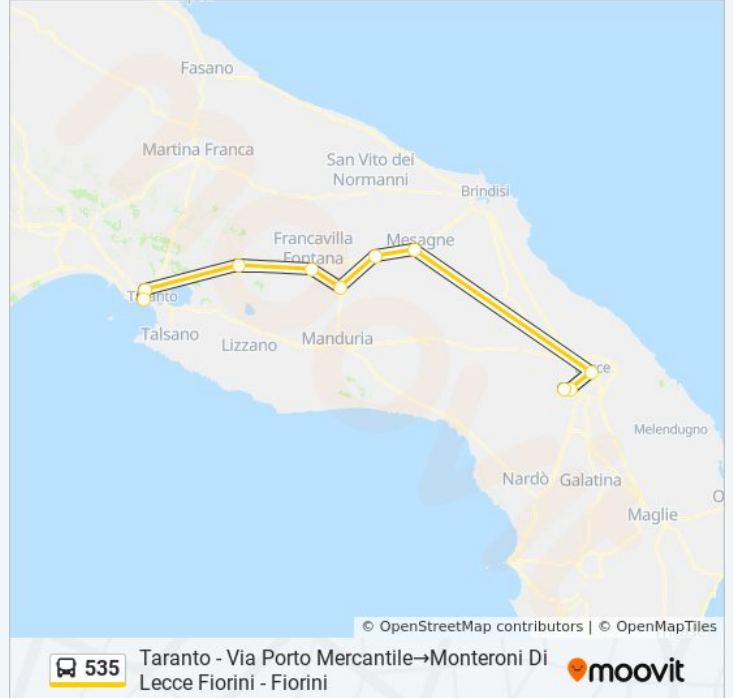 Fasano
Martina Franca
San Vito dei
Normanni
Brindisi
Francavilla
Fontana
Mesagne
Taranto
Talsano
Lizzano
Manduria
Melendugno
Nardò
Galatina
Maglie
© OpenStreetMap contributors | © OpenMapTiles
535
Taranto - Via Porto Mercantile→Monteroni Di
Lecce Fiorini - Fiorini
moovit